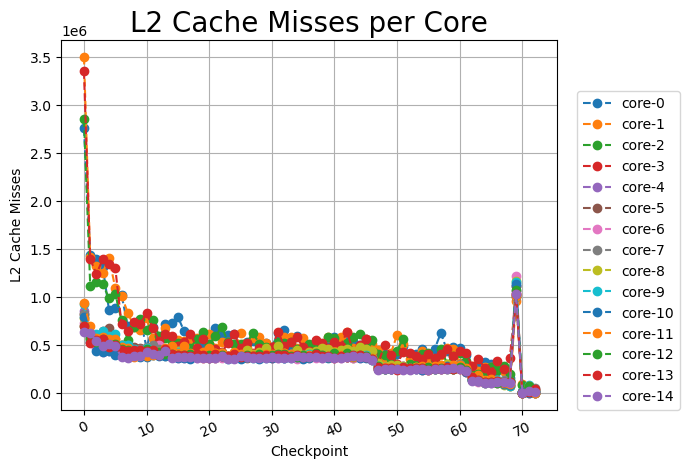 L2 Cache Misses per Core
1e6
3.5
3.0
2.5
2.0
1.5
1.0
0.5
0.0
L2 Cache Misses
0
10
20
30
40
50
60
70
Checkpoint
core-0
core-1
core-2
core-3
core-4
core-5
core-6
core-7
core-8
core-9
core-10
core-11
core-12
core-13
core-14